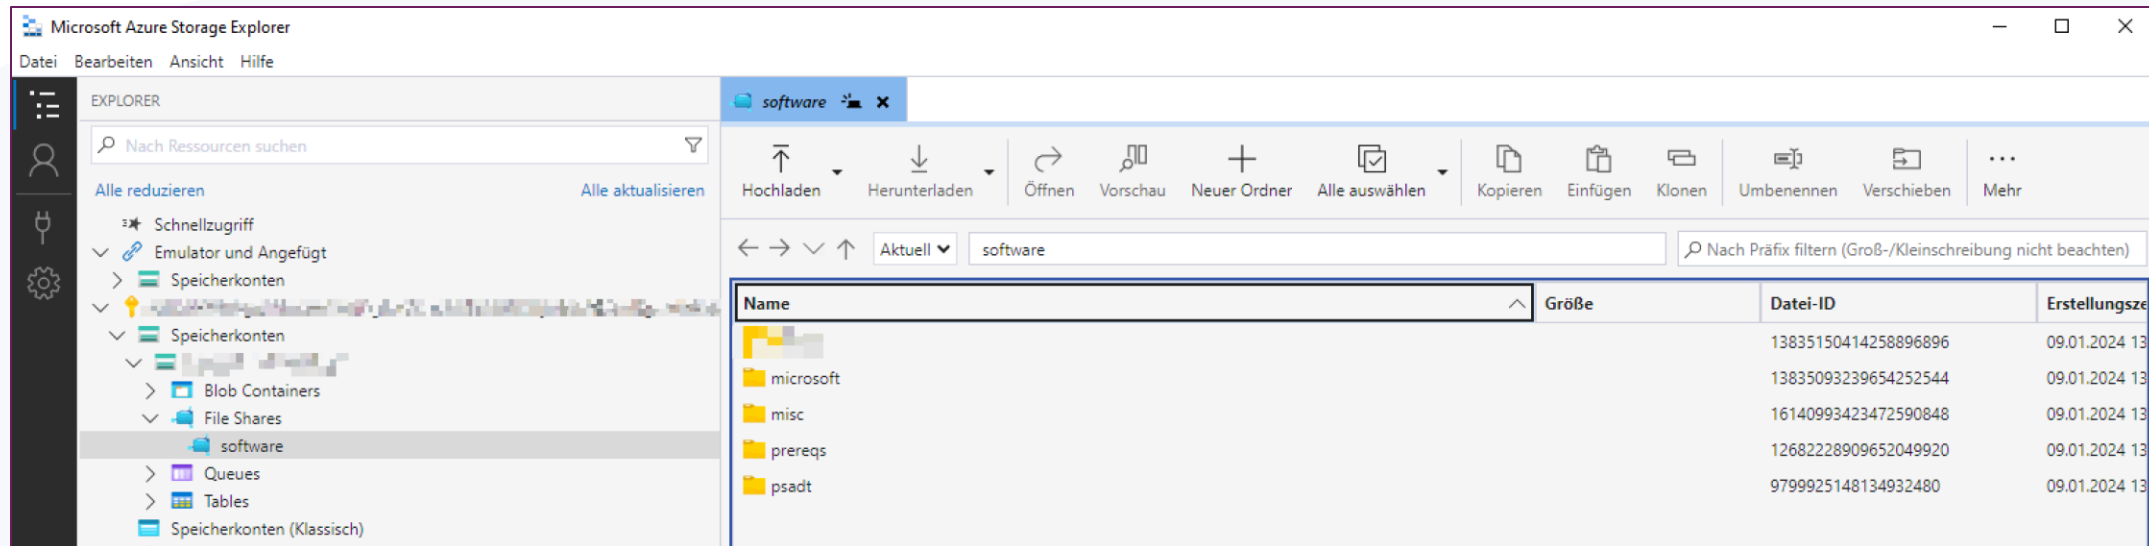 Microsoft Azure Storage Explorer
Datei Bearbeiten Ansicht Hilfe
EXPLORER
Nach Ressourcen suchen
Alle reduzieren Alle aktualisieren
Schnellzugriff
Emulator und Angefügt
Speicherkonten
Speicherkonten
Blob Containers
File Shares
software
Queues
Tables
Speicherkonten (Klassisch)
software
Hochladen Herunterladen Öffnen Vorschau Neuer Ordner Alle auswählen Kopieren Einfügen Klonen Umbenennen Verschieben Mehr
Aktuell software Nach Präfix filtern (Groß-/Kleinschreibung nicht beachten)
Name Größe Datei-ID Erstellungsze
13835150414258896896 09.01.2024 13
microsoft 13835093239654252544 09.01.2024 13
misc 16140993423472590848 09.01.2024 13
prereqs 12682228909652049920 09.01.2024 13
psadt 9799925148134932480 09.01.2024 13